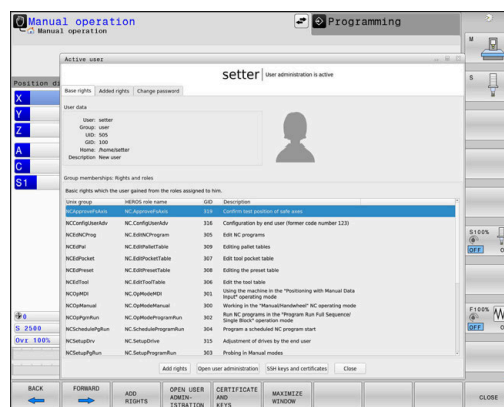 Manual operation
Programming
Manual operation
Active user
setter User administration is active
Position di
Base rights Added rights Change password
User data
User: setter
Group: user
UID: 505
GID: 100
Home: /home/setter
Description New user
X
Y
Z
A
C
S1
Group memberships: Rights and roles
Basic rights which the user gained from the roles assigned to him.
Unix group HEROS role name GID Description
NCApproveFsAxis NC.ApproveFsAxis 319 Confirm test position of safe axes
NCConfigUserAdv NC.ConfigUserAdv 316 Configuration by end user (former code number 123)
NCEdNCProg NC.EditNCProgram 305 Edit NC programs
NCEdPal NC.EditPalletTable 309 Editing pallet tables
NCEdPocket NC.EditPocketTable 307 Edit tool pocket table
NCEdPreset NC.EditPresetTable 308 Editing the preset table
NCEdTool NC.EditToolTable 306 Edit the tool table
NCOpMDI NC.OpModeMDI 301 Using the machine in the "Positioning with Manual Data
Input" operating mode
NCOpManual NC.OpModeManual 300 Working in the "Manual/Handwheel" NC operating mode
NCOpPgmRun NC.OpModeProgramRun 302 Run NC programs in the "Program Run Full Sequence/
Single Block" operation mode
NCSchedulePgRun NC.ScheduleProgramRun 304 Program a scheduled NC program start
NCSetupDrv NC.SetupDrive 315 Adjustment of drives by the end user
NCSetupPgRun NC.SetupProgramRun 303 Probing in Manual modes
Add rights Open user administration SSH keys and certificates Close
0
S 2500
Ovr 100%
M
S
S100%
OFF
F100%
OFF
BACK FORWARD ADD
RIGHTS OPEN USER
ADMIN-
ISTRATION CERTIFICATE
AND
KEYS MAXIMIZE
WINDOW CLOSE